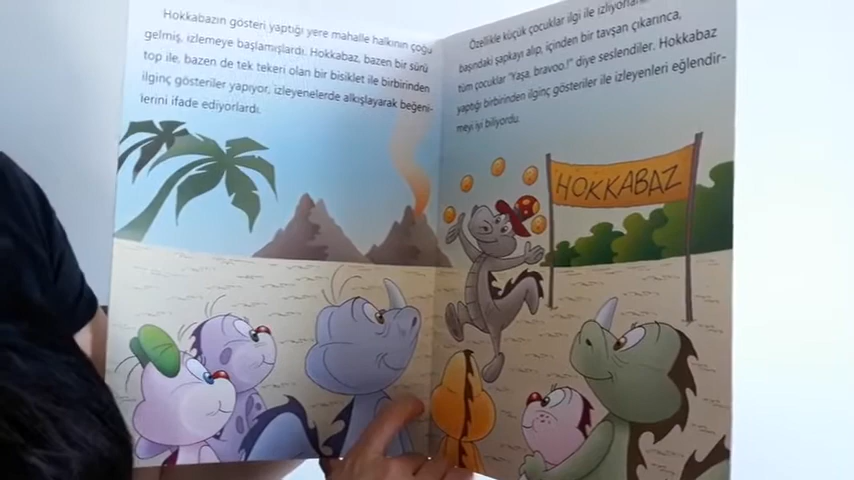 Hokkabazın gösteri yaptığı yere mahalle halkının çoğu
gelmiş, izlemeye başlamışlardı. Hokkabaz, bazen bir sürü
top ile, bazen de tek tekeri olan bir bisiklet ile birbirinden
ilginç gösteriler yapıyor, izleyenelerde alkışlayarak beğeni-
lerini ifade ediyorlardı.
Özellikle küçük çocuklar ilgi ile izliyorlardı.
başındaki şapkayı alıp, içinden bir tavşan çıkarınca,
tüm çocuklar "Yaşa, bravoo.!" diye seslendiler. Hokkabaz
yaptığı birbirinden ilginç gösteriler ile izleyenleri eğlendir-
meyi iyi biliyordu.
HOKKABAZ